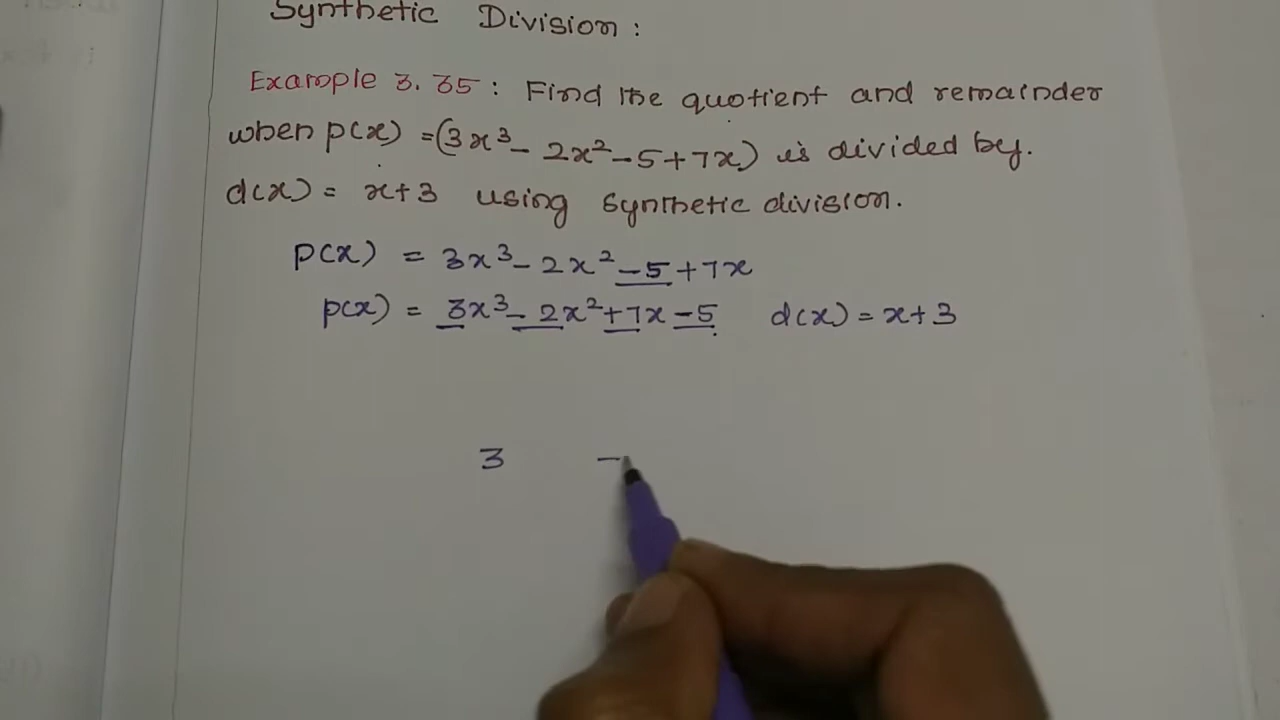 Synthetic Division:
Example 3.35: Find the quotient and remainder
when p(x) = (3x³ - 2x² - 5 + 7x) is divided by.
d(x) = x+3 using synthetic division.
p(x) = 3x³ - 2x² - 5 + 7x
p(x) = 3x³ - 2x² + 7x - 5 d(x) = x+3
3 -